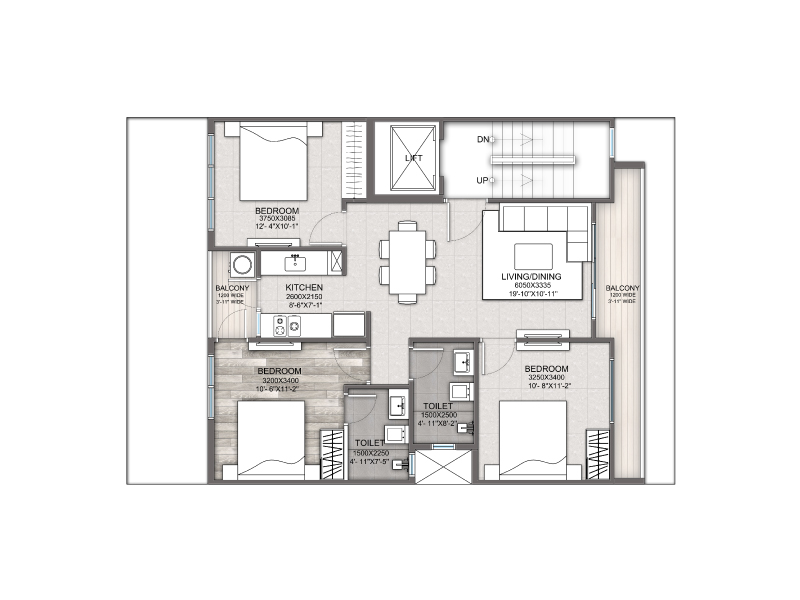 DN
LIFT
UP
BEDROOM
3750X3085
12'- 4"X10'-1"
LIVING/DINING
6050X3335
19'-10"X10'-11"
KITCHEN
2600X2150
8'-6"X7'-1"
BALCONY
1200 WIDE
3'-11" WIDE
BALCONY
1200 WIDE
3'-11" WIDE
BEDROOM
3200X3400
10'- 6"X11'-2"
BEDROOM
3250X3400
10'- 8"X11'-2"
TOILET
1500X2500
4'- 11"X8'-2"
TOILET
1500X2250
4'- 11"X7'-5"